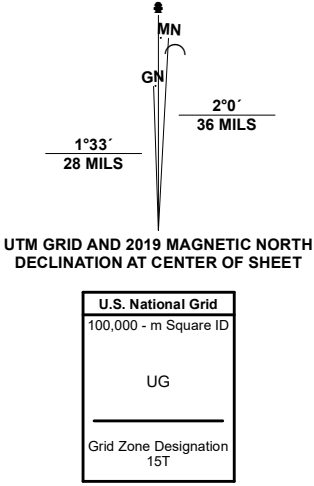 MN
GN
2°0´
36 MILS
1°33´
28 MILS
UTM GRID AND 2019 MAGNETIC NORTH
DECLINATION AT CENTER OF SHEET
U.S. National Grid
100,000 - m Square ID
UG
Grid Zone Designation
15T